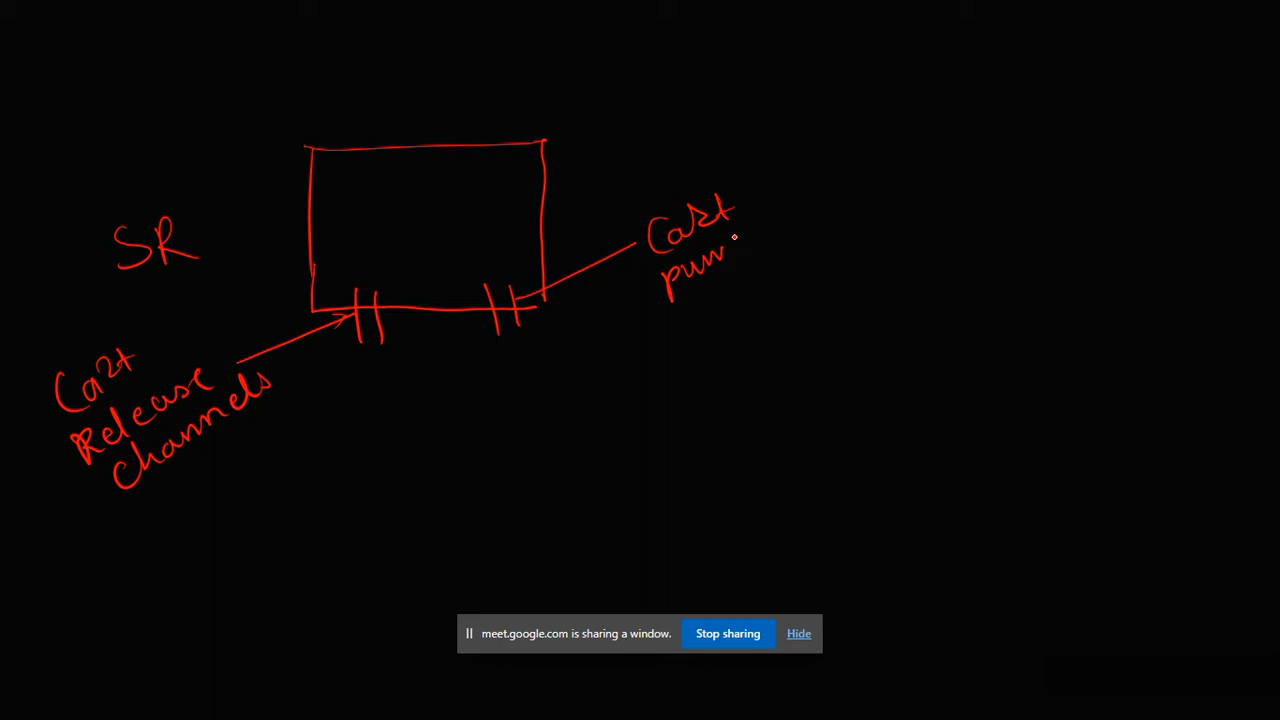 SR
Ca2+
Release
Channels
Ca2+
pum
meet.google.com is sharing a window.
Stop sharing
Hide